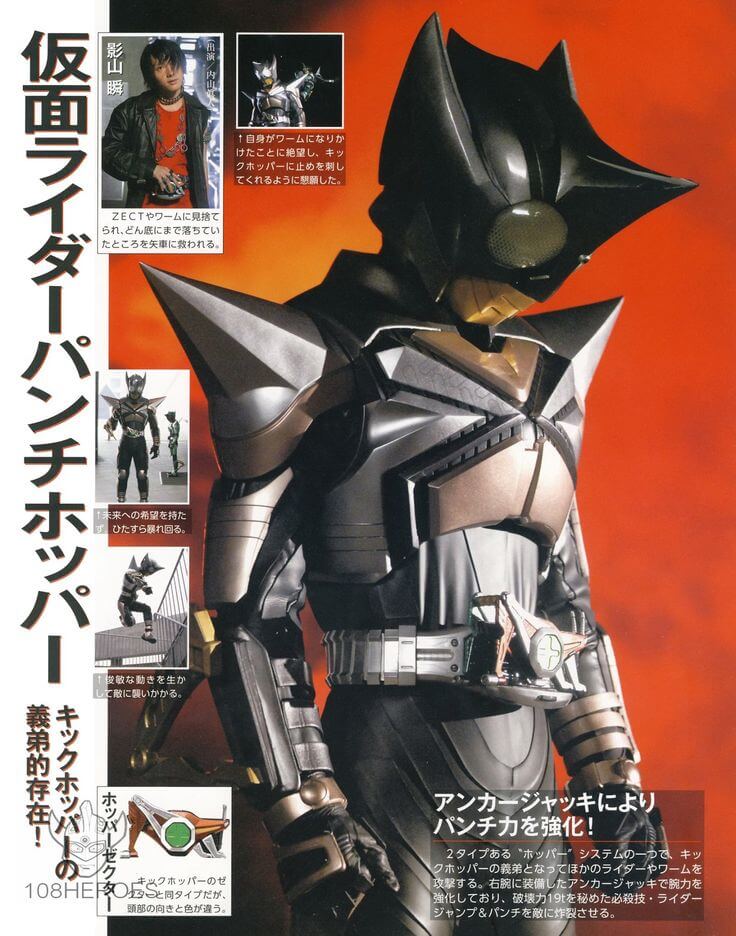 仮面ライダーパンチホッパー
キックホッパーの
義弟的存在！
影山 瞬
（出演／内山
ZECTやワームに見捨て
られ、どん底にまで落ちてい
たところを矢車に救われる。
↑自身がワームになりか
けたことに絶望し、キッ
クホッパーに止めを刺し
てくれるように懇願した。
↑未来への希望を持た
ず、ひたすら暴れ回る。
↑俊敏な動きを生か
して敵に襲いかかる。
ホッパーゼクター
キックホッパーのゼ
クターと同タイプだが、
頭部の向きと色が違う。
アンカージャッキにより
パンチ力を強化！
２タイプある〝ホッパー〟システムの一つで、キッ
クホッパーの義弟となってほかのライダーやワームを
攻撃する。右腕に装備したアンカージャッキで腕力を
強化しており、破壊力19tを秘めた必殺技・ライダー
ジャンプ＆パンチを敵に炸裂させる。
108HEROES